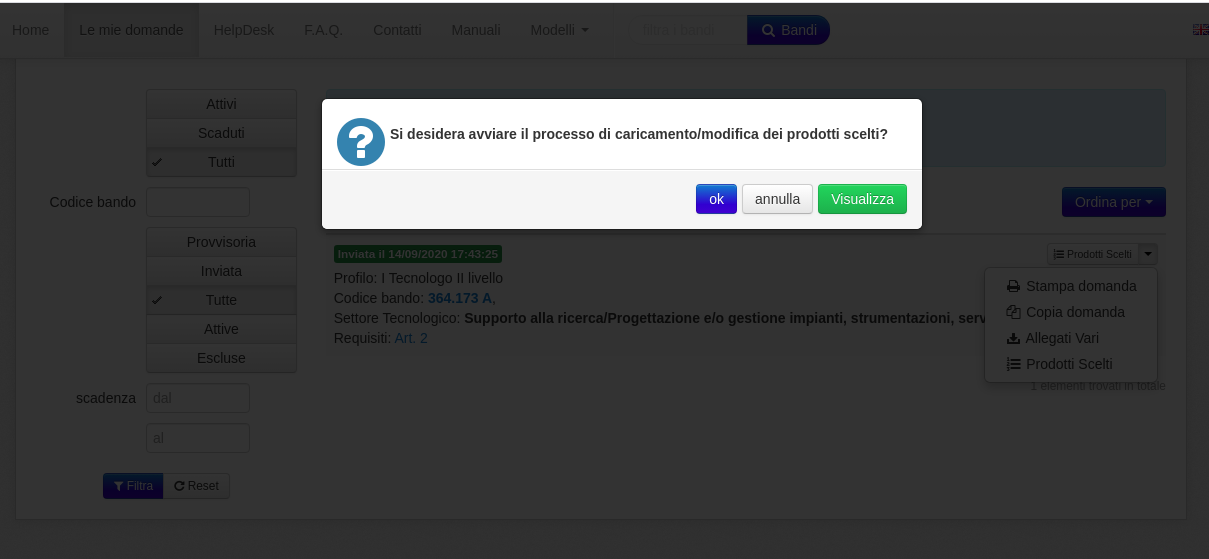 Home Le mie domande HelpDesk F.A.Q. Contatti Manuali Modelli filtra i bandi Bandi
Attivi
Scaduti
Tutti
Si desidera avviare il processo di caricamento/modifica dei prodotti scelti?
ok annulla Visualizza
Codice bando
Ordina per
Provvisoria
Inviata
Tutte
Attive
Escluse
Inviata il 14/09/2020 17:43:25
Prodotti Scelti
Profilo: I Tecnologo II livello
Codice bando: 364.173 A,
Settore Tecnologico: Supporto alla ricerca/Progettazione e/o gestione impianti, strumentazioni, serv
Requisiti: Art. 2
Stampa domanda
Copia domanda
Allegati Vari
Prodotti Scelti
1 elementi trovati in totale
scadenza dal
al
Filtra Reset